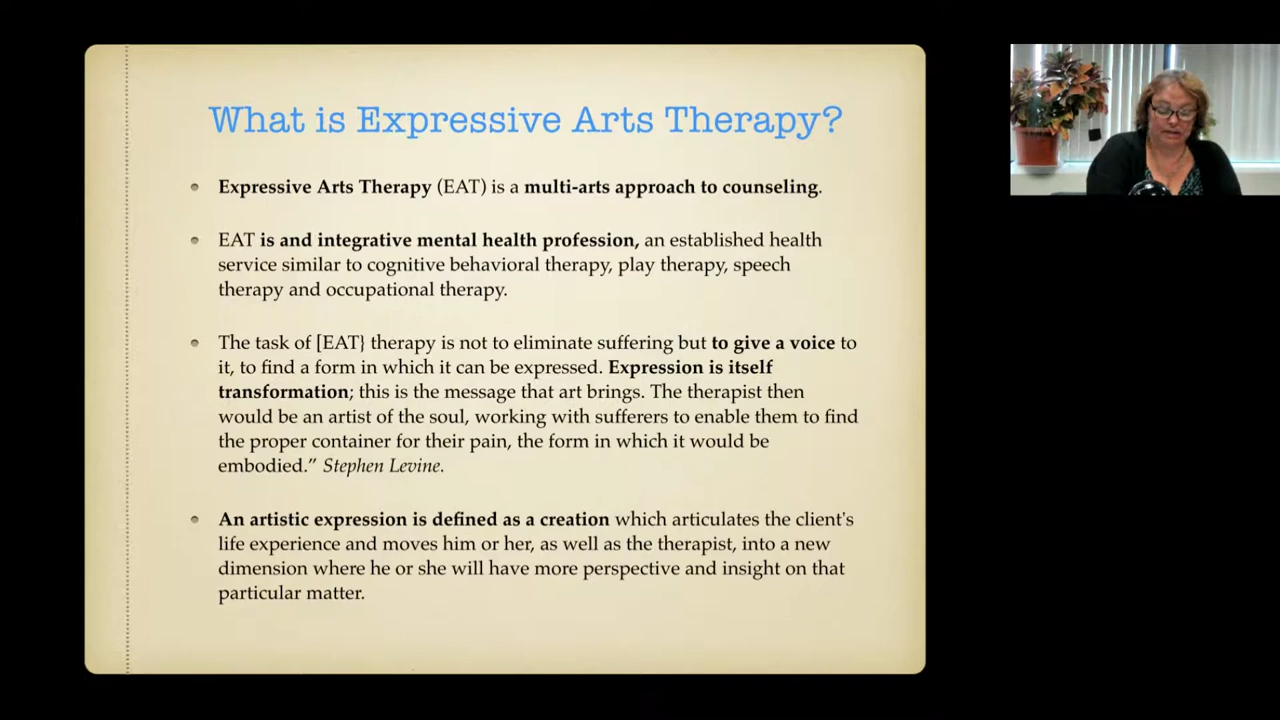 What is Expressive Arts Therapy?
Expressive Arts Therapy (EAT) is a multi-arts approach to counseling.
EAT is and integrative mental health profession, an established health
service similar to cognitive behavioral therapy, play therapy, speech
therapy and occupational therapy.
The task of [EAT} therapy is not to eliminate suffering but to give a voice to
it, to find a form in which it can be expressed. Expression is itself
transformation; this is the message that art brings. The therapist then
would be an artist of the soul, working with sufferers to enable them to find
the proper container for their pain, the form in which it would be
embodied.” Stephen Levine.
An artistic expression is defined as a creation which articulates the client's
life experience and moves him or her, as well as the therapist, into a new
dimension where he or she will have more perspective and insight on that
particular matter.